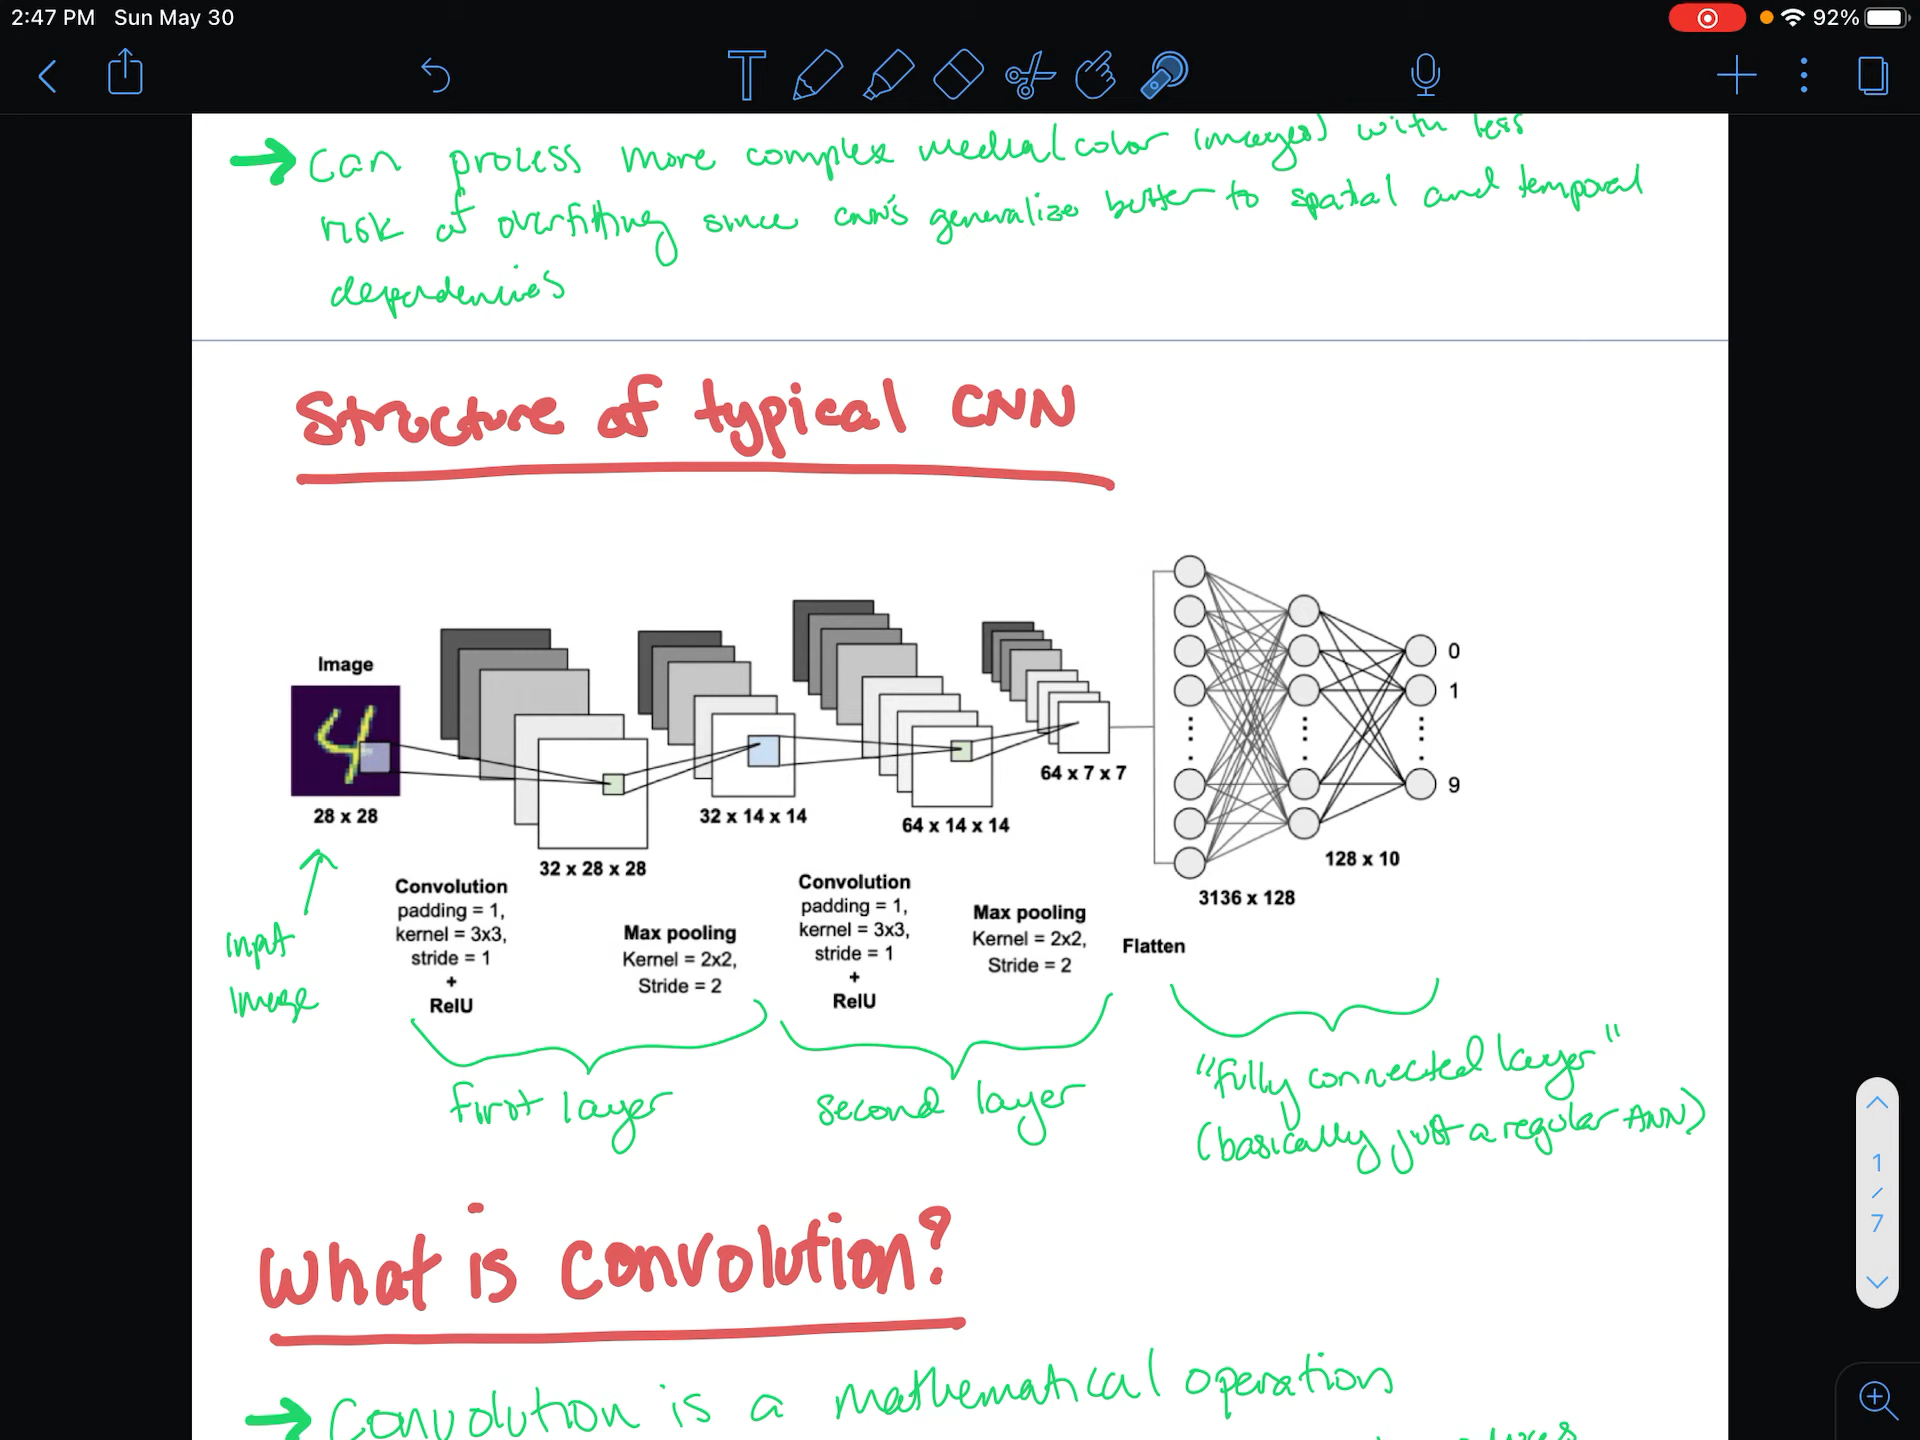 2:47 PM Sun May 30
92%
→ Can process more complex medial (color images) with less
risk of overfitting since CNN's generalize better to spatial and temporal
dependencies
Structure of typical CNN
Image
28 x 28
32 x 28 x 28
32 x 14 x 14
64 x 14 x 14
64 x 7 x 7
0
1
9
3136 x 128
128 x 10
Input
Image
Convolution
padding = 1,
kernel = 3x3,
stride = 1
+
RelU
Max pooling
Kernel = 2x2,
Stride = 2
Convolution
padding = 1,
kernel = 3x3,
stride = 1
+
RelU
Max pooling
Kernel = 2x2,
Stride = 2
Flatten
first layer
second layer
"fully connected layer"
(basically just a regular ANN)
What is convolution?
→ Convolution is a mathematical operation
1
/
7